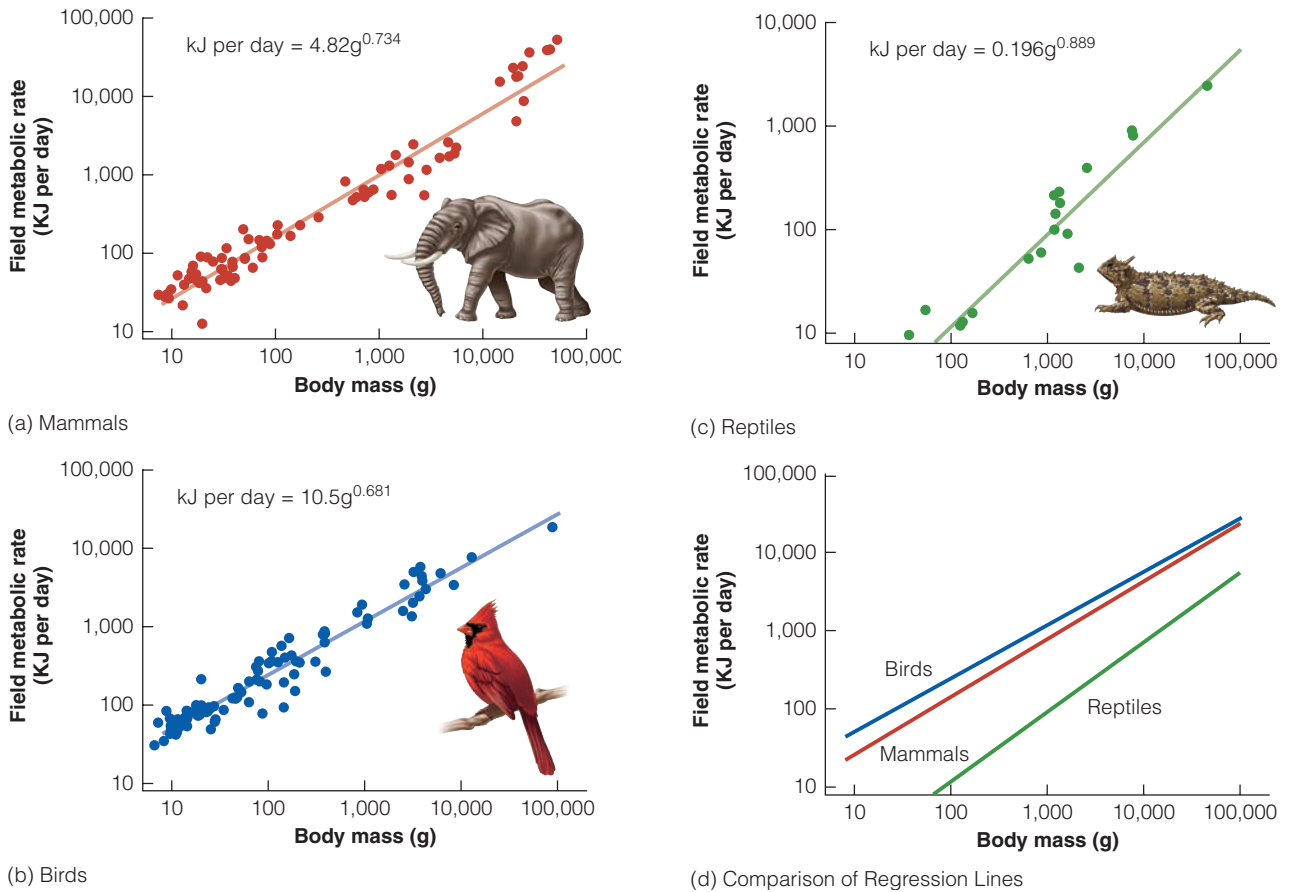 100,000
10,000
1,000
100
10
Field metabolic rate
(KJ per day)
kJ per day = 4.82g^0.734
10 100 1,000 10,000 100,000
Body mass (g)
(a) Mammals
100,000
10,000
1,000
100
10
Field metabolic rate
(KJ per day)
kJ per day = 10.5g^0.681
10 100 1,000 10,000 100,000
Body mass (g)
(b) Birds
10,000
1,000
100
10
Field metabolic rate
(KJ per day)
kJ per day = 0.196g^0.889
10 100 1,000 10,000 100,000
Body mass (g)
(c) Reptiles
100,000
10,000
1,000
100
10
Field metabolic rate
(KJ per day)
Birds
Reptiles
Mammals
10 100 1,000 10,000 100,000
Body mass (g)
(d) Comparison of Regression Lines